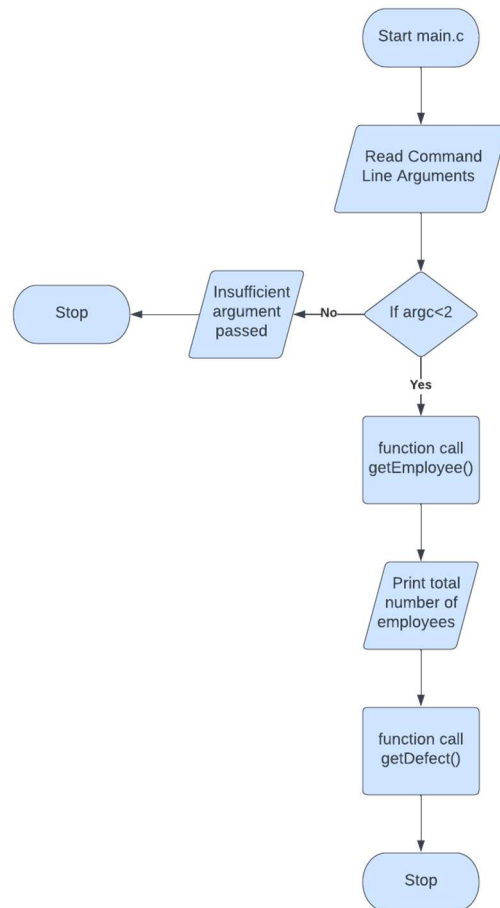 Start main.c
Read Command
Line Arguments
If argc<2
No
Insufficient
argument
passed
Stop
Yes
function call
getEmployee()
Print total
number of
employees
function call
getDefect()
Stop